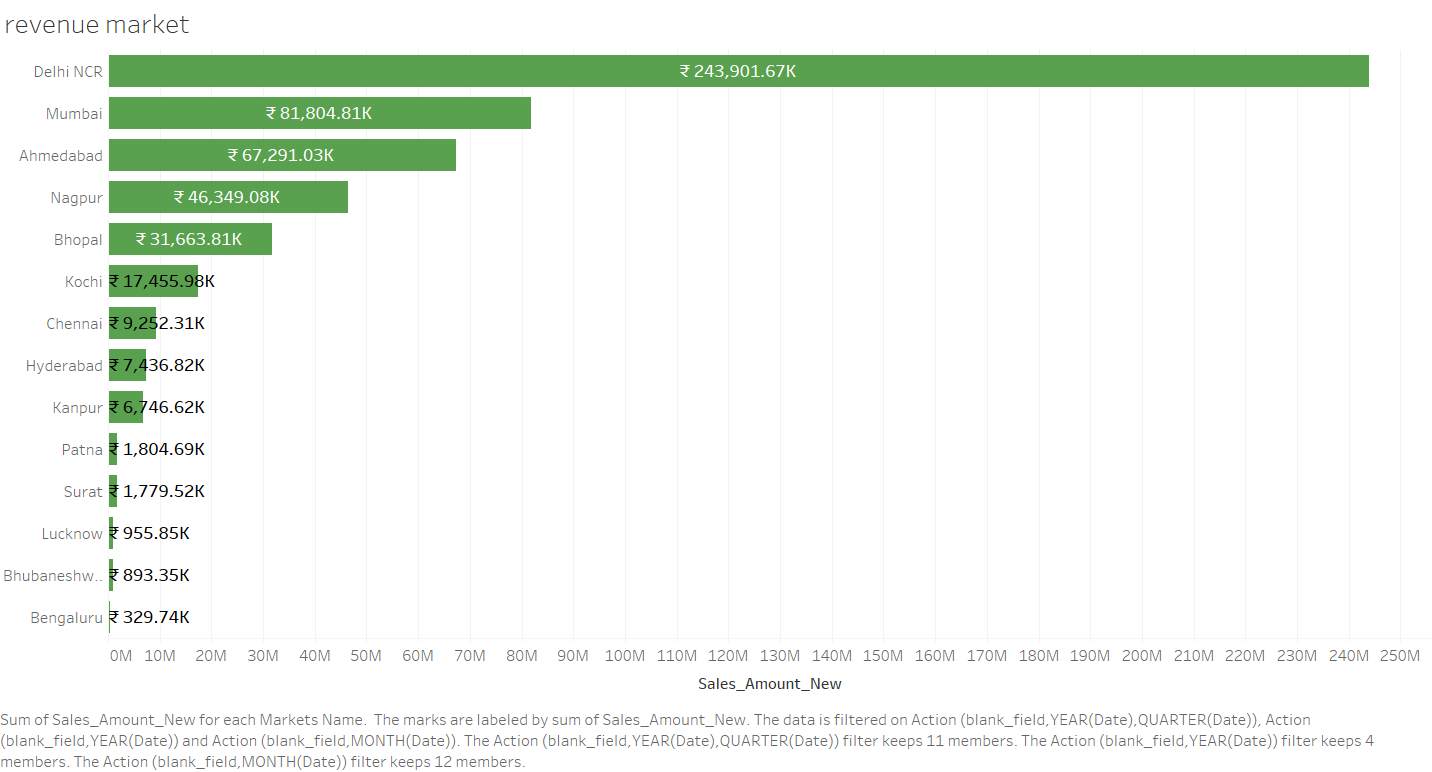 revenue market
Delhi NCR ₹ 243,901.67K
Mumbai ₹ 81,804.81K
Ahmedabad ₹ 67,291.03K
Nagpur ₹ 46,349.08K
Bhopal ₹ 31,663.81K
Kochi ₹ 17,455.98K
Chennai ₹ 9,252.31K
Hyderabad ₹ 7,436.82K
Kanpur ₹ 6,746.62K
Patna ₹ 1,804.69K
Surat ₹ 1,779.52K
Lucknow ₹ 955.85K
Bhubaneshw.. ₹ 893.35K
Bengaluru ₹ 329.74K
0M 10M 20M 30M 40M 50M 60M 70M 80M 90M 100M 110M 120M 130M 140M 150M 160M 170M 180M 190M 200M 210M 220M 230M 240M 250M
Sales_Amount_New
Sum of Sales_Amount_New for each Markets Name.  The marks are labeled by sum of Sales_Amount_New. The data is filtered on Action (blank_field,YEAR(Date),QUARTER(Date)), Action
(blank_field,YEAR(Date)) and Action (blank_field,MONTH(Date)). The Action (blank_field,YEAR(Date),QUARTER(Date)) filter keeps 11 members. The Action (blank_field,YEAR(Date)) filter keeps 4
members. The Action (blank_field,MONTH(Date)) filter keeps 12 members.